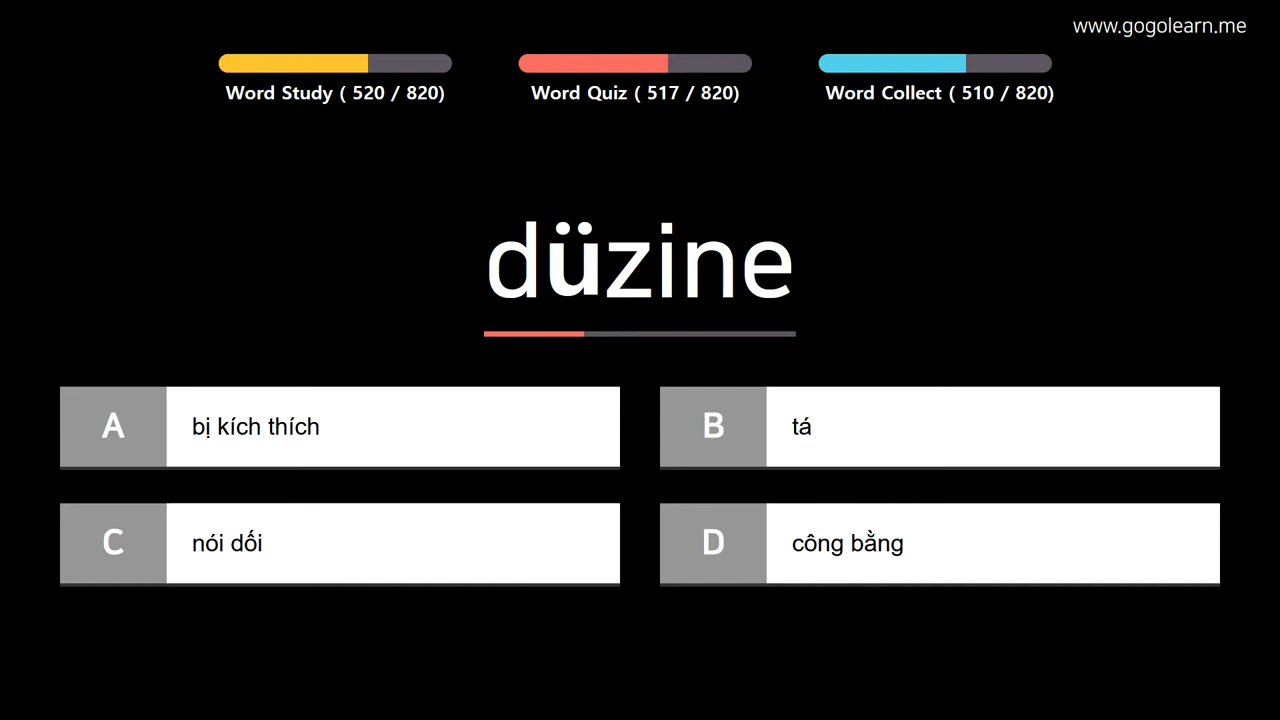 www.gogolearn.me
Word Study ( 520 / 820)
Word Quiz ( 517 / 820)
Word Collect ( 510 / 820)
düzine
A bị kích thích
B tá
C nói dối
D công bằng